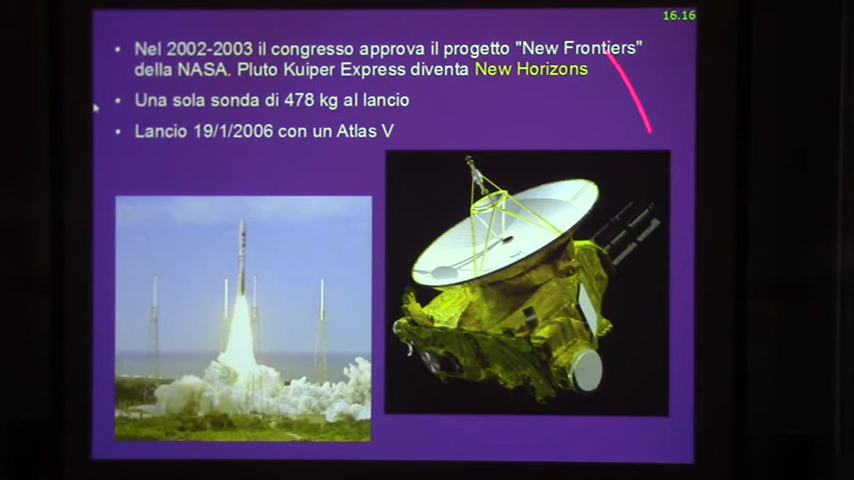 16.16
• Nel 2002-2003 il congresso approva il progetto "New Frontiers"
della NASA. Pluto Kuiper Express diventa New Horizons
• Una sola sonda di 478 kg al lancio
• Lancio 19/1/2006 con un Atlas V